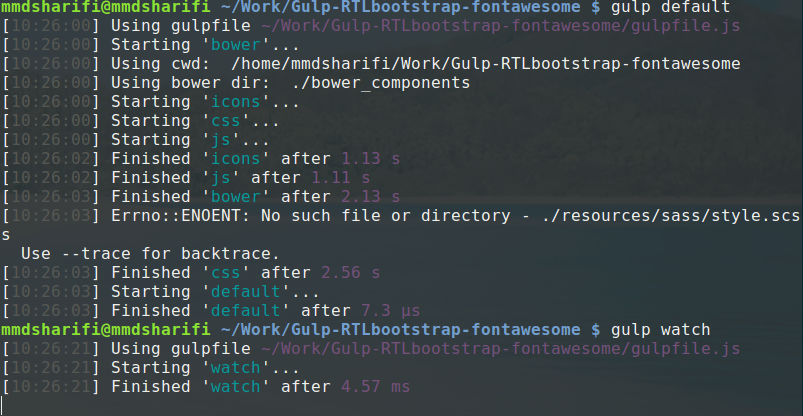 mmdsharifi@mmdsharifi ~/Work/Gulp-RTLbootstrap-fontawesome $ gulp default
[10:26:00] Using gulpfile ~/Work/Gulp-RTLbootstrap-fontawesome/gulpfile.js
[10:26:00] Starting 'bower'...
[10:26:00] Using cwd:  /home/mmdsharifi/Work/Gulp-RTLbootstrap-fontawesome
[10:26:00] Using bower dir:  ./bower_components
[10:26:00] Starting 'icons'...
[10:26:00] Starting 'css'...
[10:26:00] Starting 'js'...
[10:26:02] Finished 'icons' after 1.13 s
[10:26:02] Finished 'js' after 1.11 s
[10:26:03] Finished 'bower' after 2.13 s
[10:26:03] Errno::ENOENT: No such file or directory - ./resources/sass/style.scs
s
  Use --trace for backtrace.
[10:26:03] Finished 'css' after 2.56 s
[10:26:03] Starting 'default'...
[10:26:03] Finished 'default' after 7.3 μs
mmdsharifi@mmdsharifi ~/Work/Gulp-RTLbootstrap-fontawesome $ gulp watch
[10:26:21] Using gulpfile ~/Work/Gulp-RTLbootstrap-fontawesome/gulpfile.js
[10:26:21] Starting 'watch'...
[10:26:21] Finished 'watch' after 4.57 ms